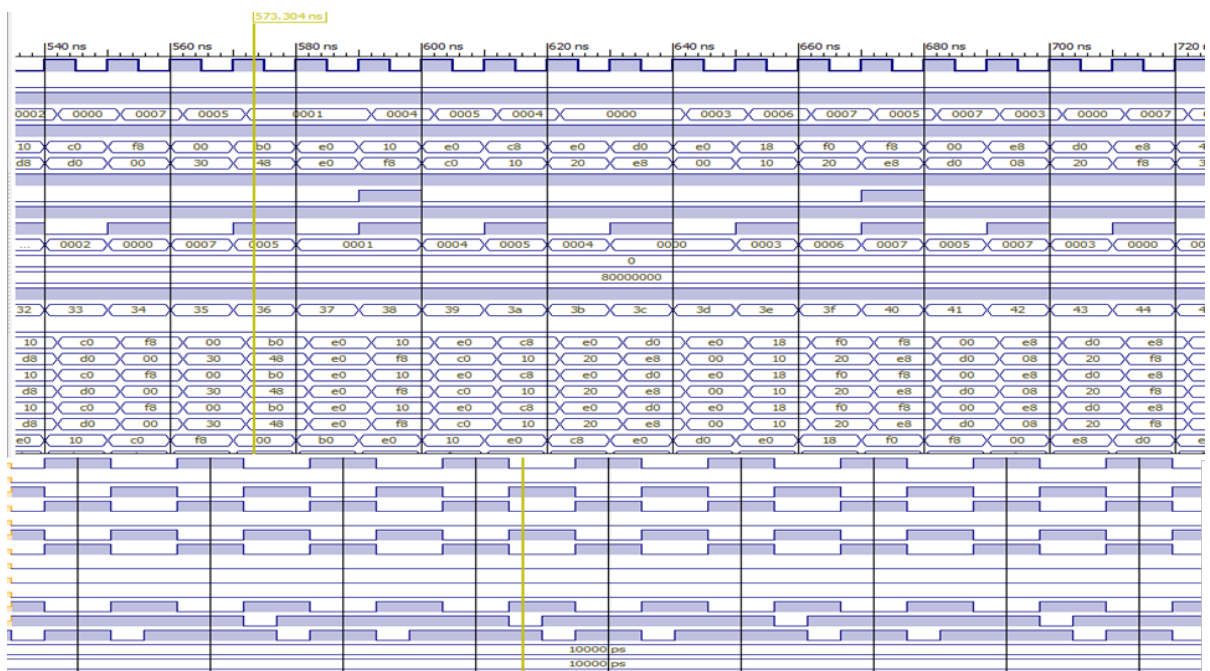 573.304 ns
540 ns 560 ns 580 ns 600 ns 620 ns 640 ns 660 ns 680 ns 700 ns 720
0002 0000 0007 0005 0001 0004 0005 0004 0000 0003 0006 0007 0005 0007 0003 0000 0007
10 c0 f8 00 b0 e0 10 e0 c8 e0 d0 e0 18 f0 f8 00 e8 d0 e8 4
d8 d0 00 30 48 e0 f8 c0 10 20 e8 00 10 20 e8 d0 08 20 f8 3
... 0002 0000 0007 0005 0001 0004 0005 0004 0000 0003 0006 0007 0005 0007 0003 0000 00
0
80000000
32 33 34 35 36 37 38 39 3a 3b 3c 3d 3e 3f 40 41 42 43 44 4
10 c0 f8 00 b0 e0 10 e0 c8 e0 d0 e0 18 f0 f8 00 e8 d0 e8
d8 d0 00 30 48 e0 f8 c0 10 20 e8 00 10 20 e8 d0 08 20 f8
10 c0 f8 00 b0 e0 10 e0 c8 e0 d0 e0 18 f0 f8 00 e8 d0 e8
d8 d0 00 30 48 e0 f8 c0 10 20 e8 00 10 20 e8 d0 08 20 f8
10 c0 f8 00 b0 e0 10 e0 c8 e0 d0 e0 18 f0 f8 00 e8 d0 e8
d8 d0 00 30 48 e0 f8 c0 10 20 e8 00 10 20 e8 d0 08 20 f8
e0 10 c0 f8 00 b0 e0 10 e0 c8 e0 d0 e0 18 f0 f8 00 e8 d0 e
10000 ps
10000 ps